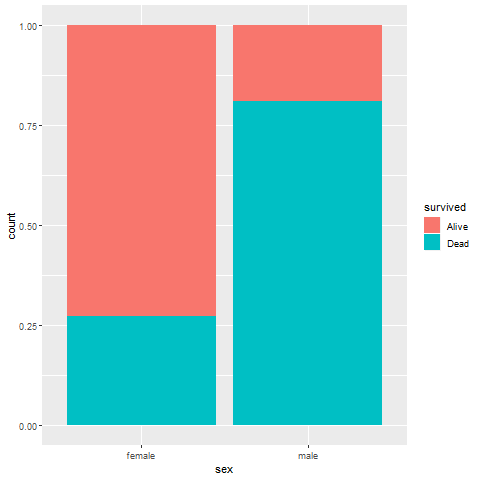 1.00
0.75
0.50
0.25
0.00
count
female
male
sex
survived
Alive
Dead